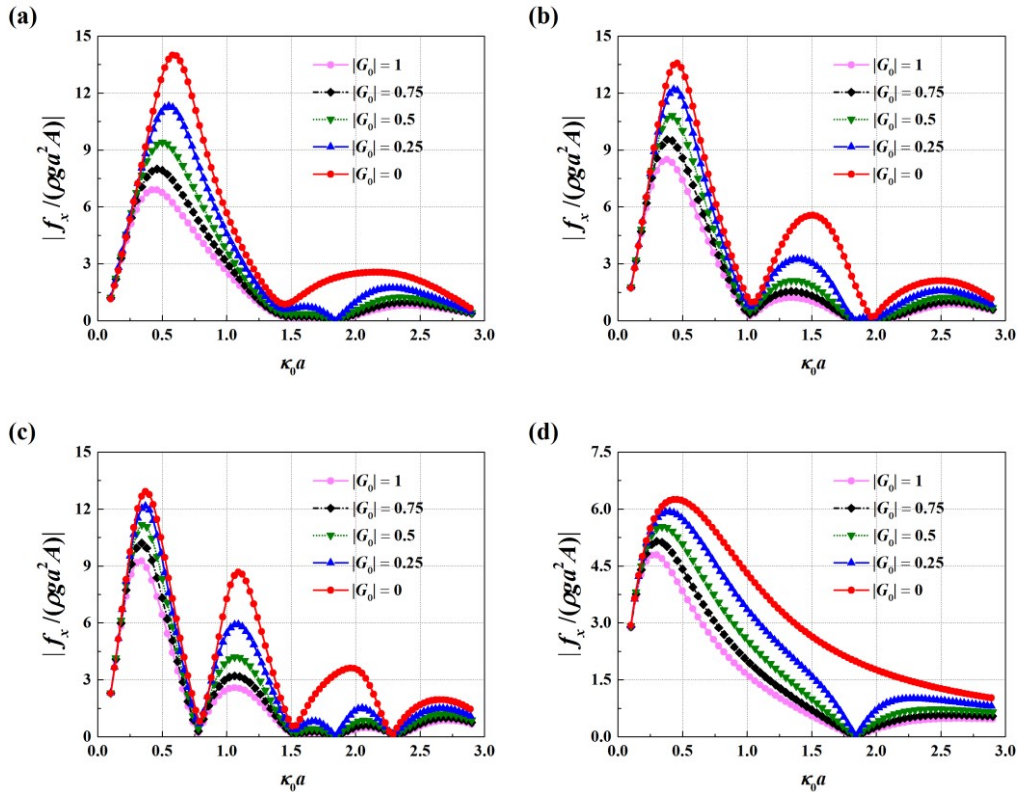 (a)
15
12
9
6
3
0
|f_x/(ρga²A)|
|G₀| = 1
|G₀| = 0.75
|G₀| = 0.5
|G₀| = 0.25
|G₀| = 0
0.0 0.5 1.0 1.5 2.0 2.5 3.0
κ₀a
(b)
15
12
9
6
3
0
|f_x/(ρga²A)|
|G₀| = 1
|G₀| = 0.75
|G₀| = 0.5
|G₀| = 0.25
|G₀| = 0
0.0 0.5 1.0 1.5 2.0 2.5 3.0
κ₀a
(c)
15
12
9
6
3
0
|f_x/(ρga²A)|
|G₀| = 1
|G₀| = 0.75
|G₀| = 0.5
|G₀| = 0.25
|G₀| = 0
0.0 0.5 1.0 1.5 2.0 2.5 3.0
κ₀a
(d)
7.5
6.0
4.5
3.0
1.5
0.0
|f_x/(ρga²A)|
|G₀| = 1
|G₀| = 0.75
|G₀| = 0.5
|G₀| = 0.25
|G₀| = 0
0.0 0.5 1.0 1.5 2.0 2.5 3.0
κ₀a